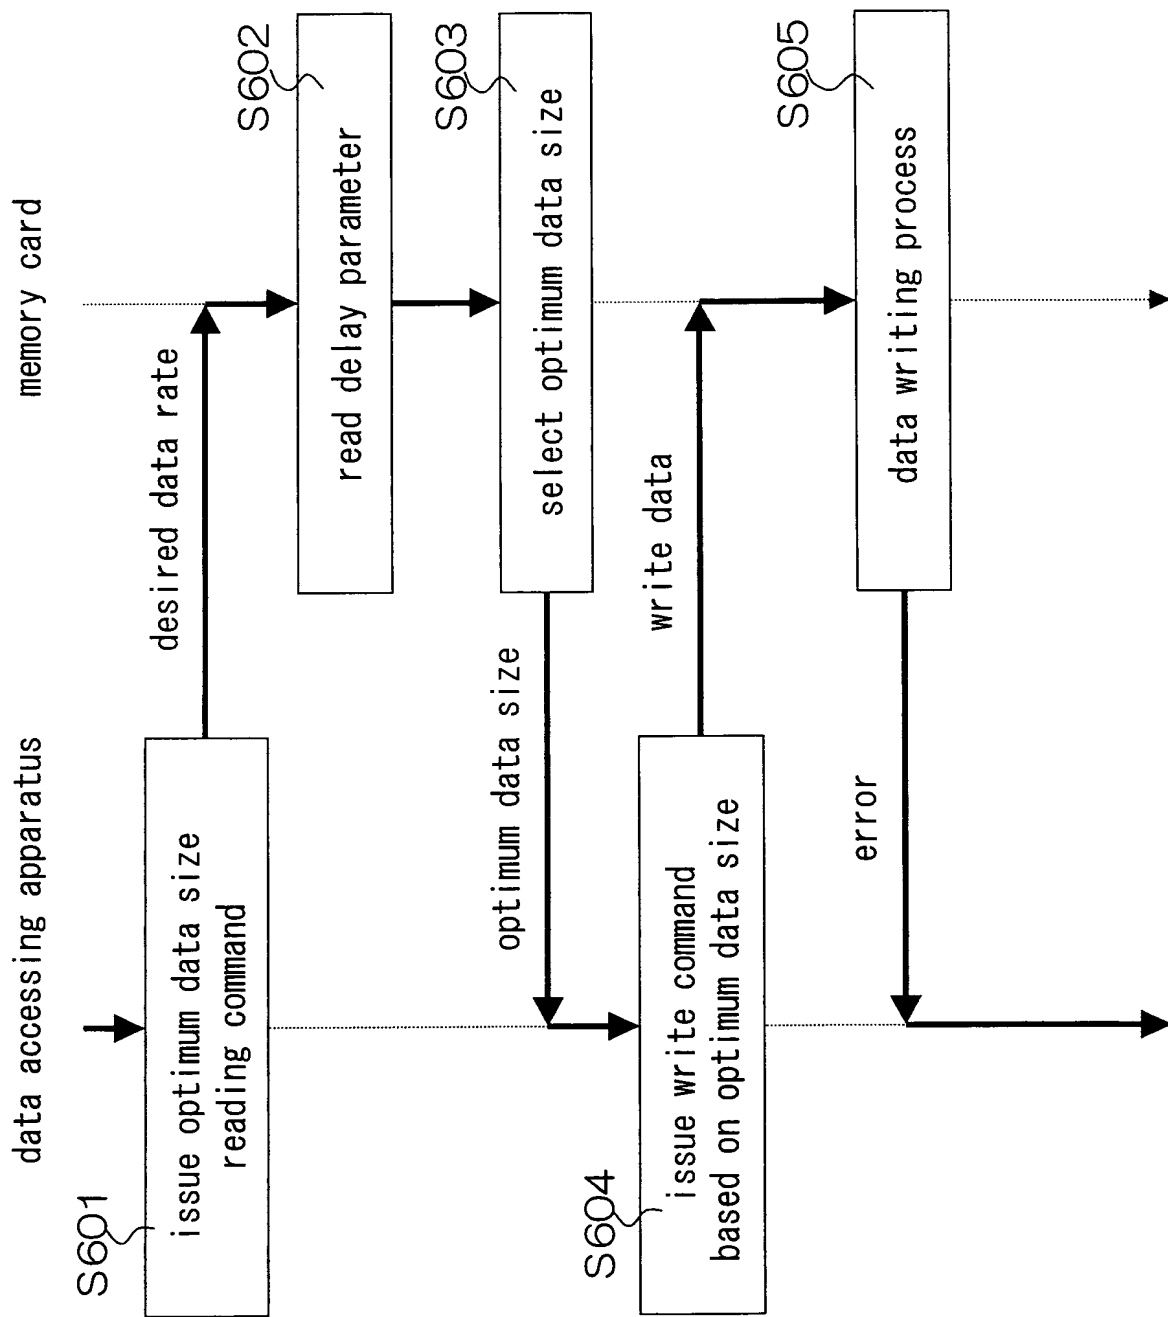 data accessing apparatus
memory card
S601
issue optimum data size
reading command
desired data rate
S602
read delay parameter
S603
select optimum data size
optimum data size
S604
issue write command
based on optimum data size
write data
S605
data writing process
error